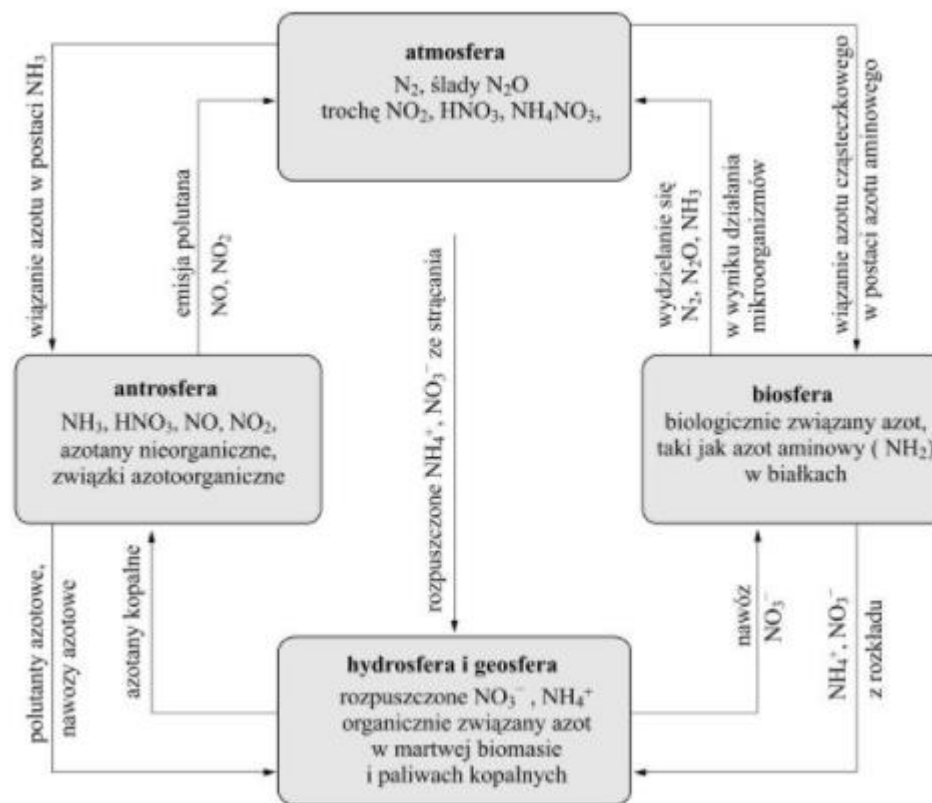 atmosfera
N₂, ślady N₂O
trochę NO₂, HNO₃, NH₄NO₃,
wiązanie azotu w postaci NH₃
emisja polutana
NO, NO₂
rozpuszczone NH₄⁺, NO₃⁻ ze strącania
wydzielanie się
N₂, N₂O, NH₃
w wyniku działania
mikroorganizmów
wiązanie azotu cząsteczkowego
w postaci azotu aminowego
antrosfera
NH₃, HNO₃, NO, NO₂,
azotany nieorganiczne,
związki azotoorganiczne
biosfera
biologicznie związany azot,
taki jak azot aminowy ( NH₂)
w białkach
polutanty azotowe,
nawozy azotowe
azotany kopalne
nawóz
NO₃⁻
NH₄⁺, NO₃⁻
z rozkładu
hydrosfera i geosfera
rozpuszczone NO₃⁻ , NH₄⁺
organicznie związany azot
w martwej biomasie
i paliwach kopalnych